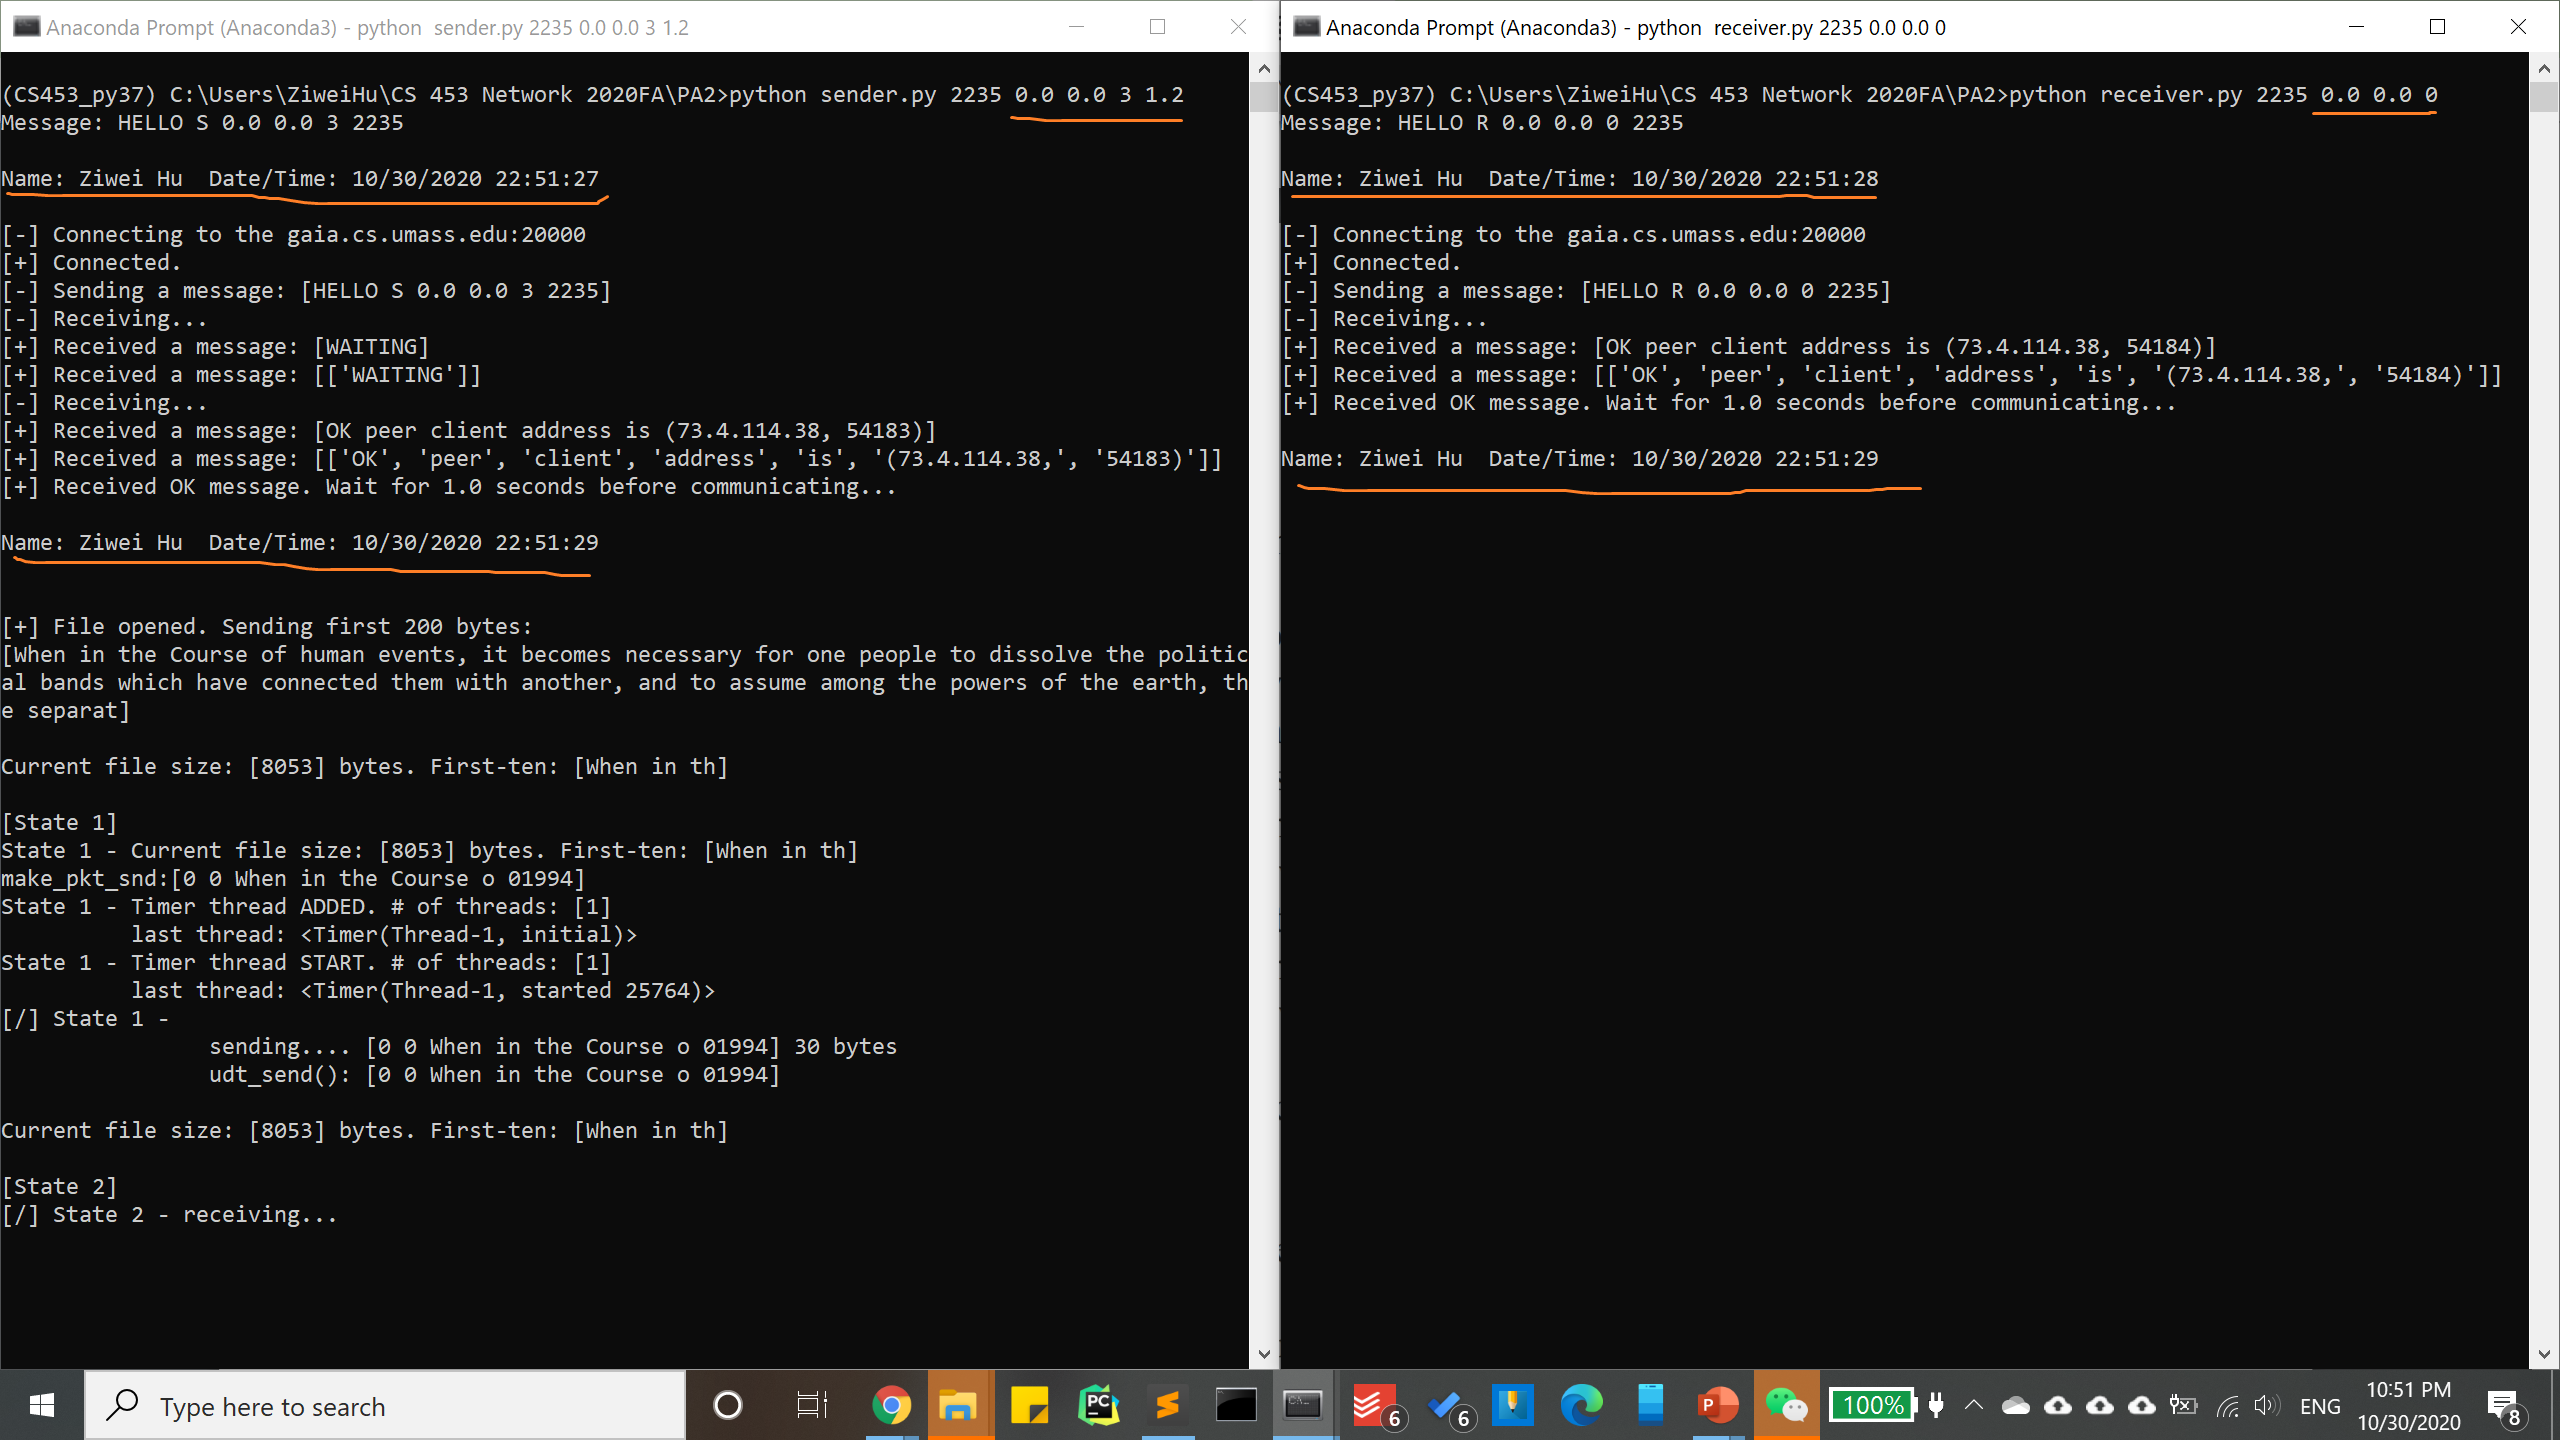 Anaconda Prompt (Anaconda3) - python  sender.py 2235 0.0 0.0 3 1.2
(CS453_py37) C:\Users\ZiweiHu\CS 453 Network 2020FA\PA2>python sender.py 2235 0.0 0.0 3 1.2
Message: HELLO S 0.0 0.0 3 2235
Name: Ziwei Hu  Date/Time: 10/30/2020 22:51:27
[-] Connecting to the gaia.cs.umass.edu:20000
[+] Connected.
[-] Sending a message: [HELLO S 0.0 0.0 3 2235]
[-] Receiving...
[+] Received a message: [WAITING]
[+] Received a message: [['WAITING']]
[-] Receiving...
[+] Received a message: [OK peer client address is (73.4.114.38, 54183)]
[+] Received a message: [['OK', 'peer', 'client', 'address', 'is', '(73.4.114.38,', '54183)']]
[+] Received OK message. Wait for 1.0 seconds before communicating...
Name: Ziwei Hu  Date/Time: 10/30/2020 22:51:29
[+] File opened. Sending first 200 bytes:
[When in the Course of human events, it becomes necessary for one people to dissolve the politic
al bands which have connected them with another, and to assume among the powers of the earth, th
e separat]
Current file size: [8053] bytes. First-ten: [When in th]
[State 1]
State 1 - Current file size: [8053] bytes. First-ten: [When in th]
make_pkt_snd:[0 0 When in the Course o 01994]
State 1 - Timer thread ADDED. # of threads: [1]
last thread: <Timer(Thread-1, initial)>
State 1 - Timer thread START. # of threads: [1]
last thread: <Timer(Thread-1, started 25764)>
[/] State 1 -
sending.... [0 0 When in the Course o 01994] 30 bytes
udt_send(): [0 0 When in the Course o 01994]
Current file size: [8053] bytes. First-ten: [When in th]
[State 2]
[/] State 2 - receiving...
Anaconda Prompt (Anaconda3) - python  receiver.py 2235 0.0 0.0 0
(CS453_py37) C:\Users\ZiweiHu\CS 453 Network 2020FA\PA2>python receiver.py 2235 0.0 0.0 0
Message: HELLO R 0.0 0.0 0 2235
Name: Ziwei Hu  Date/Time: 10/30/2020 22:51:28
[-] Connecting to the gaia.cs.umass.edu:20000
[+] Connected.
[-] Sending a message: [HELLO R 0.0 0.0 0 2235]
[-] Receiving...
[+] Received a message: [OK peer client address is (73.4.114.38, 54184)]
[+] Received a message: [['OK', 'peer', 'client', 'address', 'is', '(73.4.114.38,', '54184)']]
[+] Received OK message. Wait for 1.0 seconds before communicating...
Name: Ziwei Hu  Date/Time: 10/30/2020 22:51:29
Type here to search
PC
6
6
P
100%
ENG
10:51 PM
10/30/2020
8